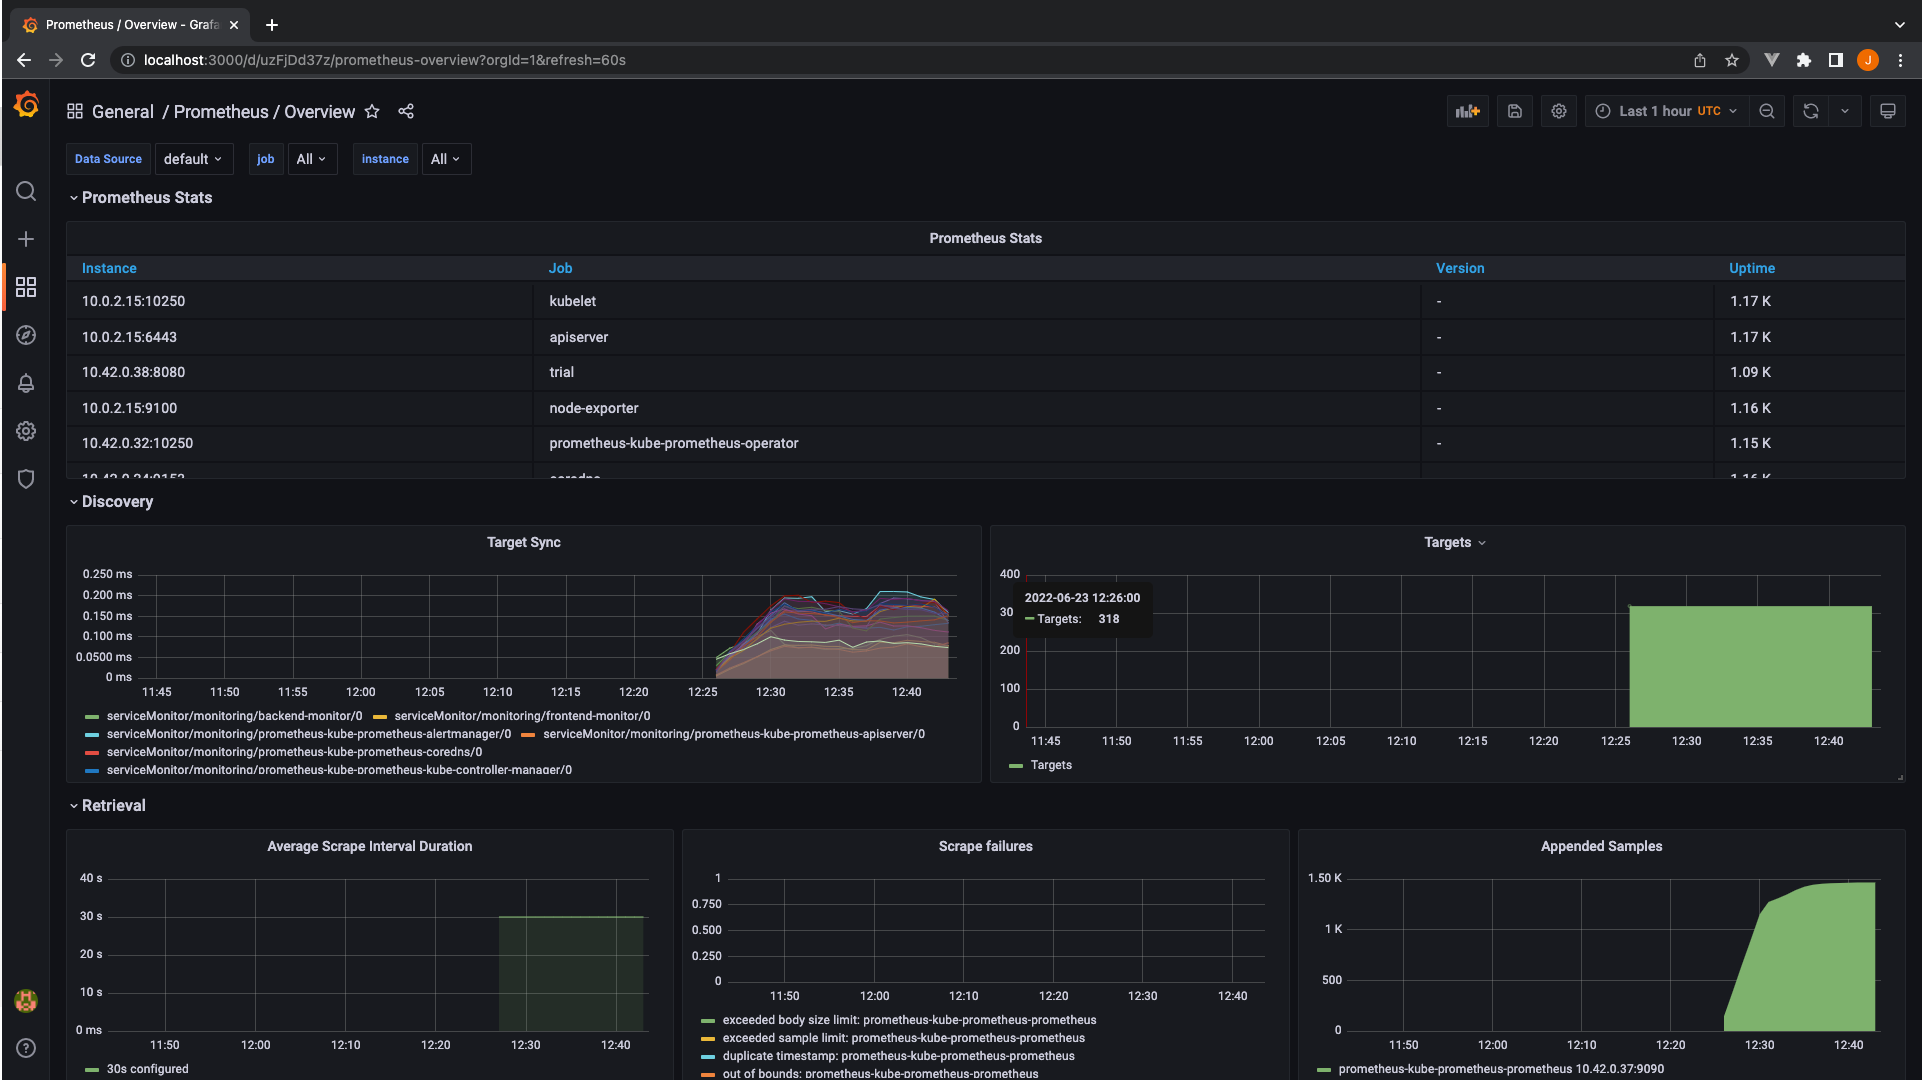 Prometheus / Overview - Grafa
localhost:3000/d/uzFjDd37z/prometheus-overview?orgId=1&refresh=60s
J
General / Prometheus / Overview
Last 1 hour UTC
Data Source default job All instance All
Prometheus Stats
Prometheus Stats
Instance Job Version Uptime
10.0.2.15:10250 kubelet - 1.17 K
10.0.2.15:6443 apiserver - 1.17 K
10.42.0.38:8080 trial - 1.09 K
10.0.2.15:9100 node-exporter - 1.16 K
10.42.0.32:10250 prometheus-kube-prometheus-operator - 1.15 K
Discovery
Target Sync
0.250 ms
0.200 ms
0.150 ms
0.100 ms
0.0500 ms
0 ms
11:45 11:50 11:55 12:00 12:05 12:10 12:15 12:20 12:25 12:30 12:35 12:40
serviceMonitor/monitoring/backend-monitor/0 serviceMonitor/monitoring/frontend-monitor/0
serviceMonitor/monitoring/prometheus-kube-prometheus-alertmanager/0 serviceMonitor/monitoring/prometheus-kube-prometheus-apiserver/0
serviceMonitor/monitoring/prometheus-kube-prometheus-coredns/0
serviceMonitor/monitoring/prometheus-kube-prometheus-kube-controller-manager/0
Targets
400
30
200
100
0
2022-06-23 12:26:00
Targets: 318
11:45 11:50 11:55 12:00 12:05 12:10 12:15 12:20 12:25 12:30 12:35 12:40
Targets
Retrieval
Average Scrape Interval Duration
40 s
30 s
20 s
10 s
0 ms
11:50 12:00 12:10 12:20 12:30 12:40
30s configured
Scrape failures
1
0.750
0.500
0.250
0
11:50 12:00 12:10 12:20 12:30 12:40
exceeded body size limit: prometheus-kube-prometheus-prometheus
exceeded sample limit: prometheus-kube-prometheus-prometheus
duplicate timestamp: prometheus-kube-prometheus-prometheus
out of bounds: prometheus-kube-prometheus-prometheus
Appended Samples
1.50 K
1 K
500
0
11:50 12:00 12:10 12:20 12:30 12:40
prometheus-kube-prometheus-prometheus 10.42.0.37:9090